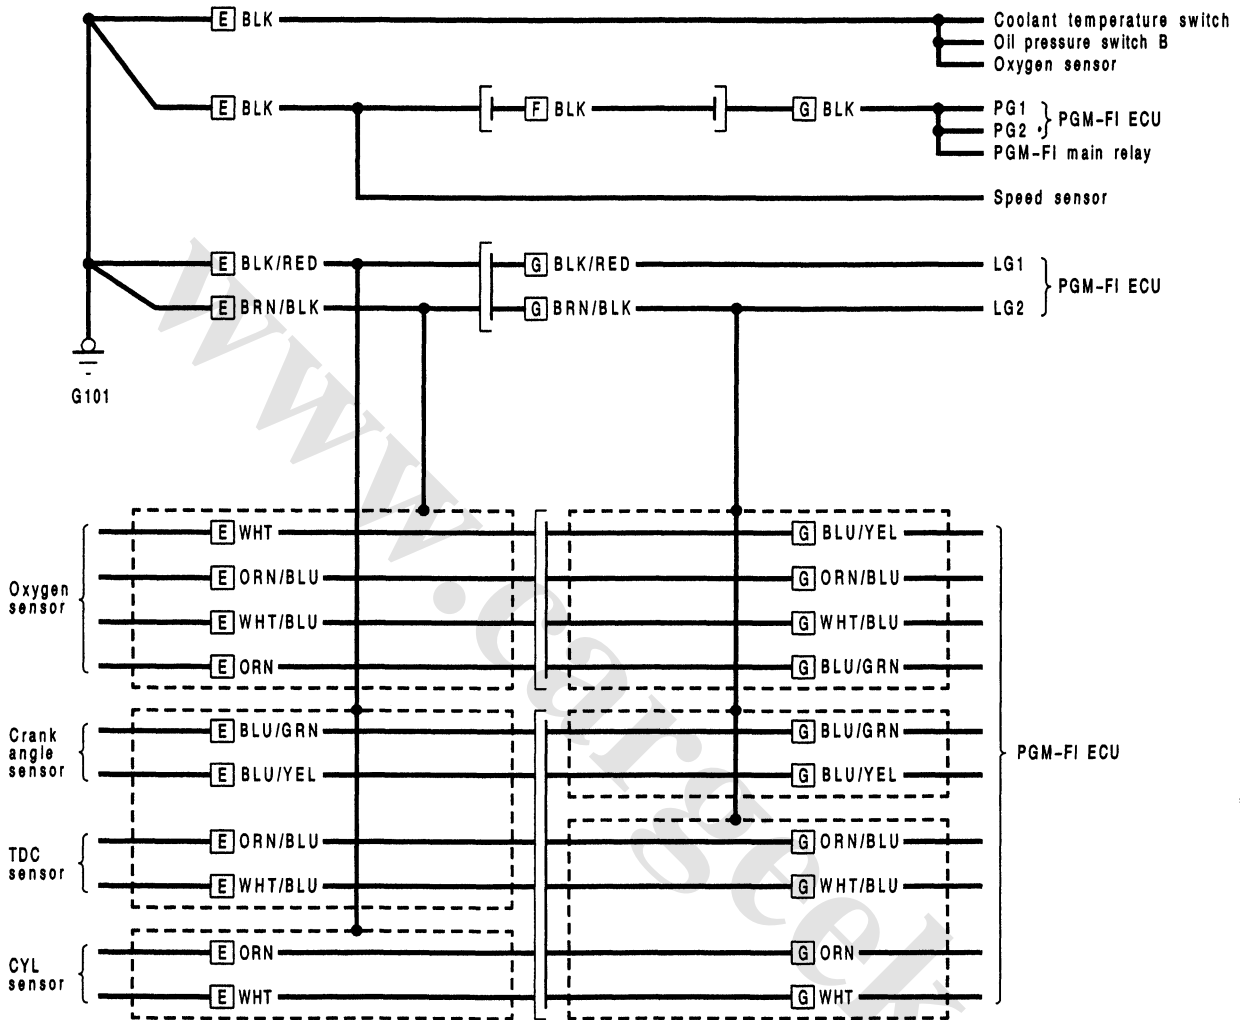 E BLK Coolant temperature switch
Oil pressure switch B
Oxygen sensor
E BLK F BLK G BLK PG1
PG2
PGM-FI ECU
PGM-FI main relay
Speed sensor
E BLK/RED G BLK/RED LG1
PGM-FI ECU
E BRN/BLK G BRN/BLK LG2
G101
Oxygen
sensor
E WHT G BLU/YEL
E ORN/BLU G ORN/BLU
E WHT/BLU G WHT/BLU
E ORN G BLU/GRN
Crank
angle
sensor
E BLU/GRN G BLU/GRN
E BLU/YEL G BLU/YEL
PGM-FI ECU
TDC
sensor
E ORN/BLU G ORN/BLU
E WHT/BLU G WHT/BLU
CYL
sensor
E ORN G ORN
E WHT G WHT
www.cargeek